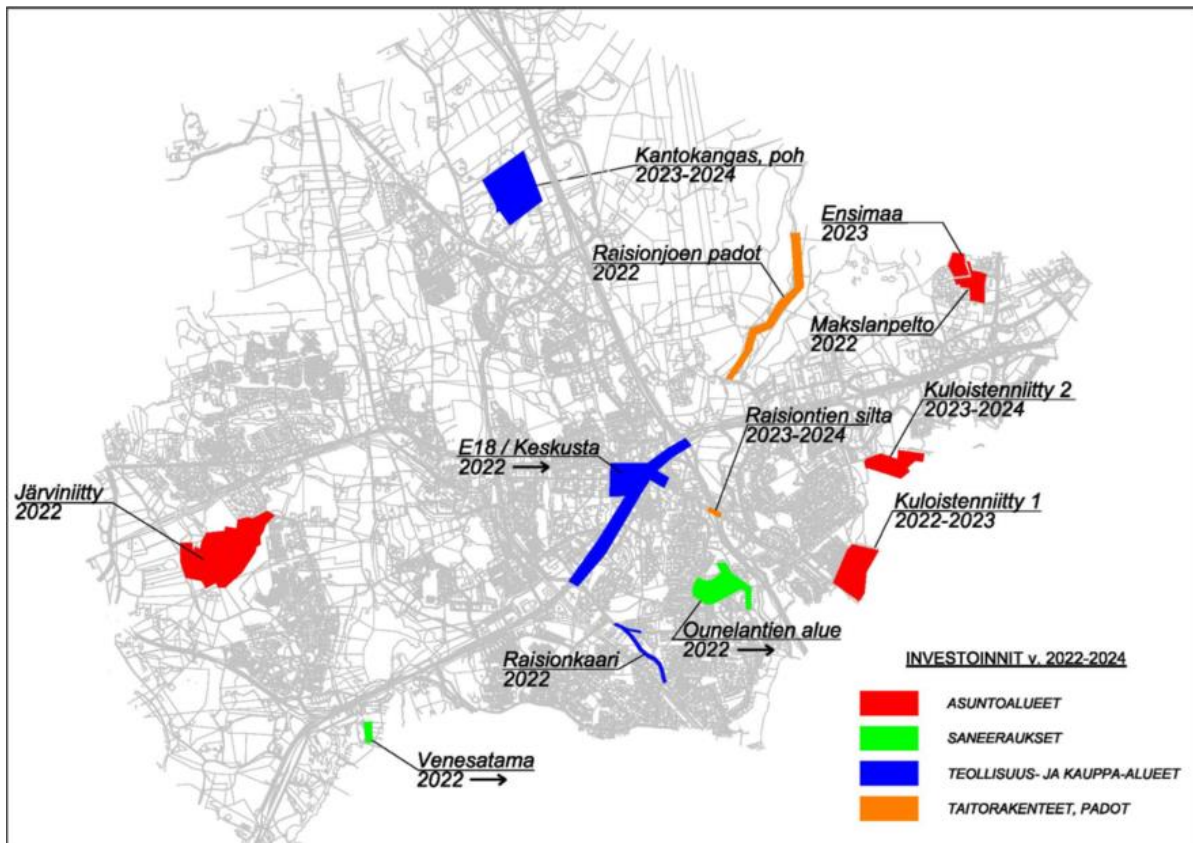 Kantokangas, poh
2023-2024
Ensimaa
2023
Raisionjoen padot
2022
Makslanpelto
2022
Kuloistenniitty 2
2023-2024
Raisiontien silta
2023-2024
E18 / Keskusta
2022 →
Järviniitty
2022
Kuloistenniitty 1
2022-2023
Ounelantien alue
2022 →
Raisionkaari
2022
Venesatama
2022 →
INVESTOINNIT v. 2022-2024
ASUNTOALUEET
SANEERAUKSET
TEOLLISUUS- JA KAUPPA-ALUEET
TAITORAKENTEET, PADOT